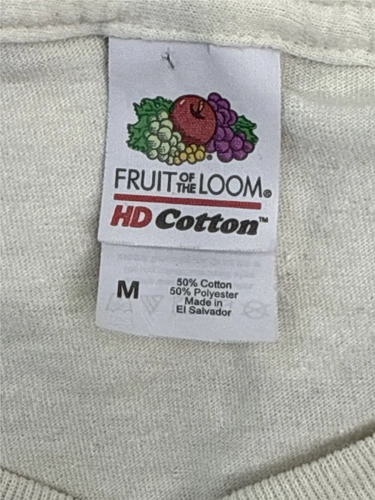 FRUIT OF THE LOOM®
HD Cotton™
M
50% Cotton
50% Polyester
Made in
El Salvador